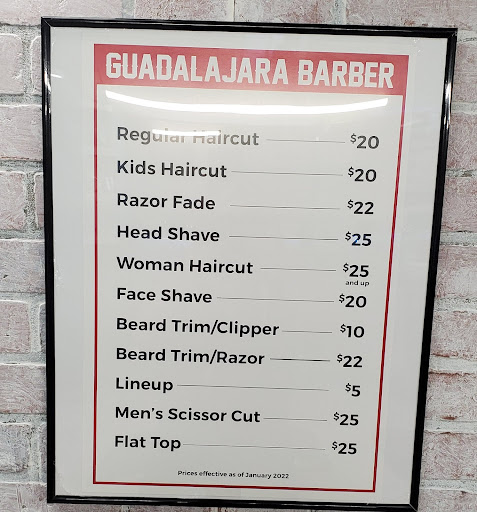 GUADALAJARA BARBER
Regular Haircut $20
Kids Haircut $20
Razor Fade $22
Head Shave $25
Woman Haircut $25
and up
Face Shave $20
Beard Trim/Clipper $10
Beard Trim/Razor $22
Lineup $5
Men's Scissor Cut $25
Flat Top $25
Prices effective as of January 2022